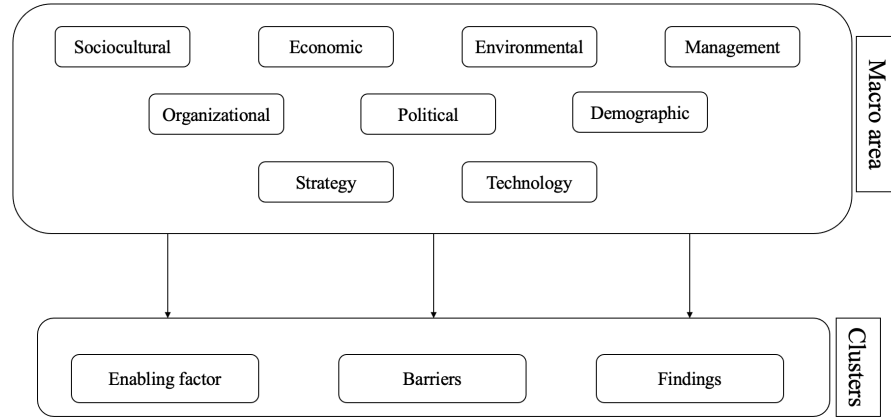 Sociocultural
Economic
Environmental
Management
Organizational
Political
Demographic
Strategy
Technology
Macro area
Enabling factor
Barriers
Findings
Clusters